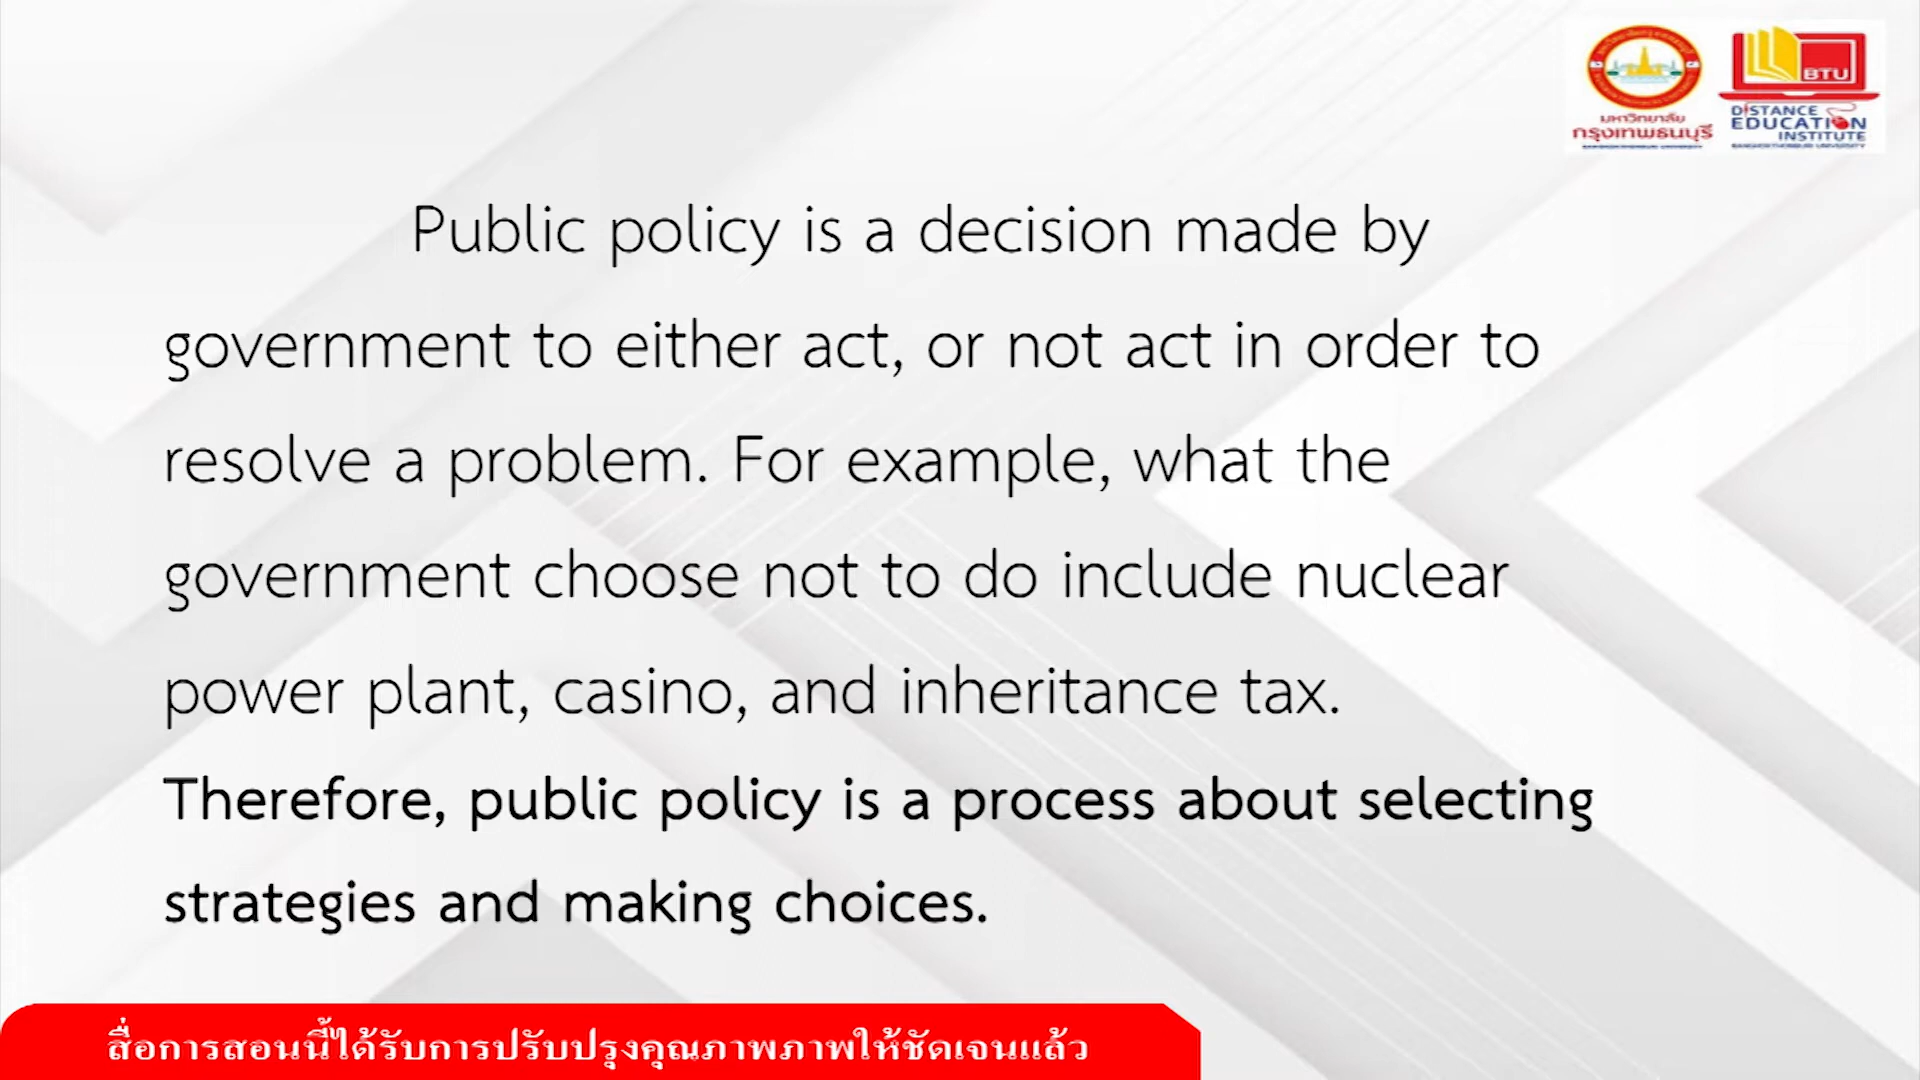 BTU
มหาวิทยาลัย
กรุงเทพธนบุรี
DISTANCE
EDUCATION
INSTITUTE
BANGKOKTHONBURI UNIVERSITY
Public policy is a decision made by
government to either act, or not act in order to
resolve a problem. For example, what the
government choose not to do include nuclear
power plant, casino, and inheritance tax.
Therefore, public policy is a process about selecting
strategies and making choices.
สื่อการสอนนี้ได้รับการปรับปรุงคุณภาพภาพให้ชัดเจนแล้ว